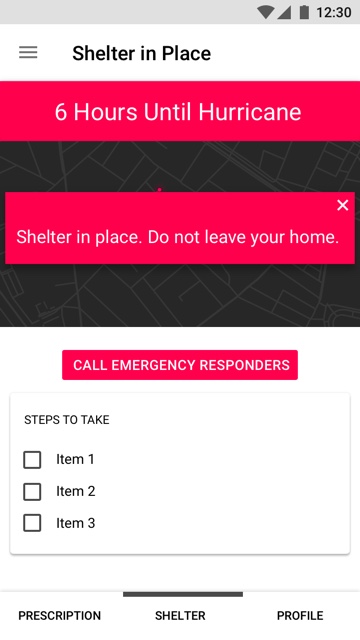 12:30
Shelter in Place
6 Hours Until Hurricane
Shelter in place. Do not leave your home.
CALL EMERGENCY RESPONDERS
STEPS TO TAKE
Item 1
Item 2
Item 3
PRESCRIPTION SHELTER PROFILE